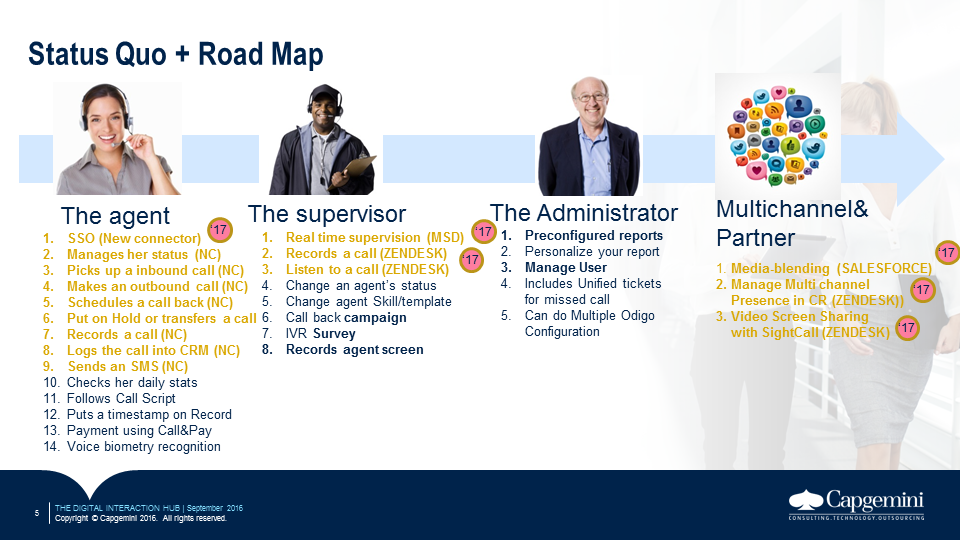 Status Quo + Road Map
The agent
'17
1. SSO (New connector)
2. Manages her status (NC)
3. Picks up a inbound call (NC)
4. Makes an outbound call (NC)
5. Schedules a call back (NC)
6. Put on Hold or transfers a call
7. Records a call (NC)
8. Logs the call into CRM (NC)
9. Sends an SMS (NC)
10. Checks her daily stats
11. Follows Call Script
12. Puts a timestamp on Record
13. Payment using Call&Pay
14. Voice biometry recognition
The supervisor
1. Real time supervision (MSD)
'17
2. Records a call (ZENDESK)
3. Listen to a call (ZENDESK)
'17
4. Change an agent's status
5. Change agent Skill/template
6. Call back campaign
7. IVR Survey
8. Records agent screen
The Administrator
1. Preconfigured reports
2. Personalize your report
3. Manage User
4. Includes Unified tickets
for missed call
5. Can do Multiple Odigo
Configuration
Multichannel&
Partner
'17
1. Media-blending (SALESFORCE)
2. Manage Multi channel
Presence in CR (ZENDESK))
'17
3. Video Screen Sharing
with SightCall (ZENDESK)
'17
5
THE DIGITAL INTERACTION HUB | September 2016
Copyright © Capgemini 2016. All rights reserved.
Capgemini
CONSULTING.TECHNOLOGY.OUTSOURCING